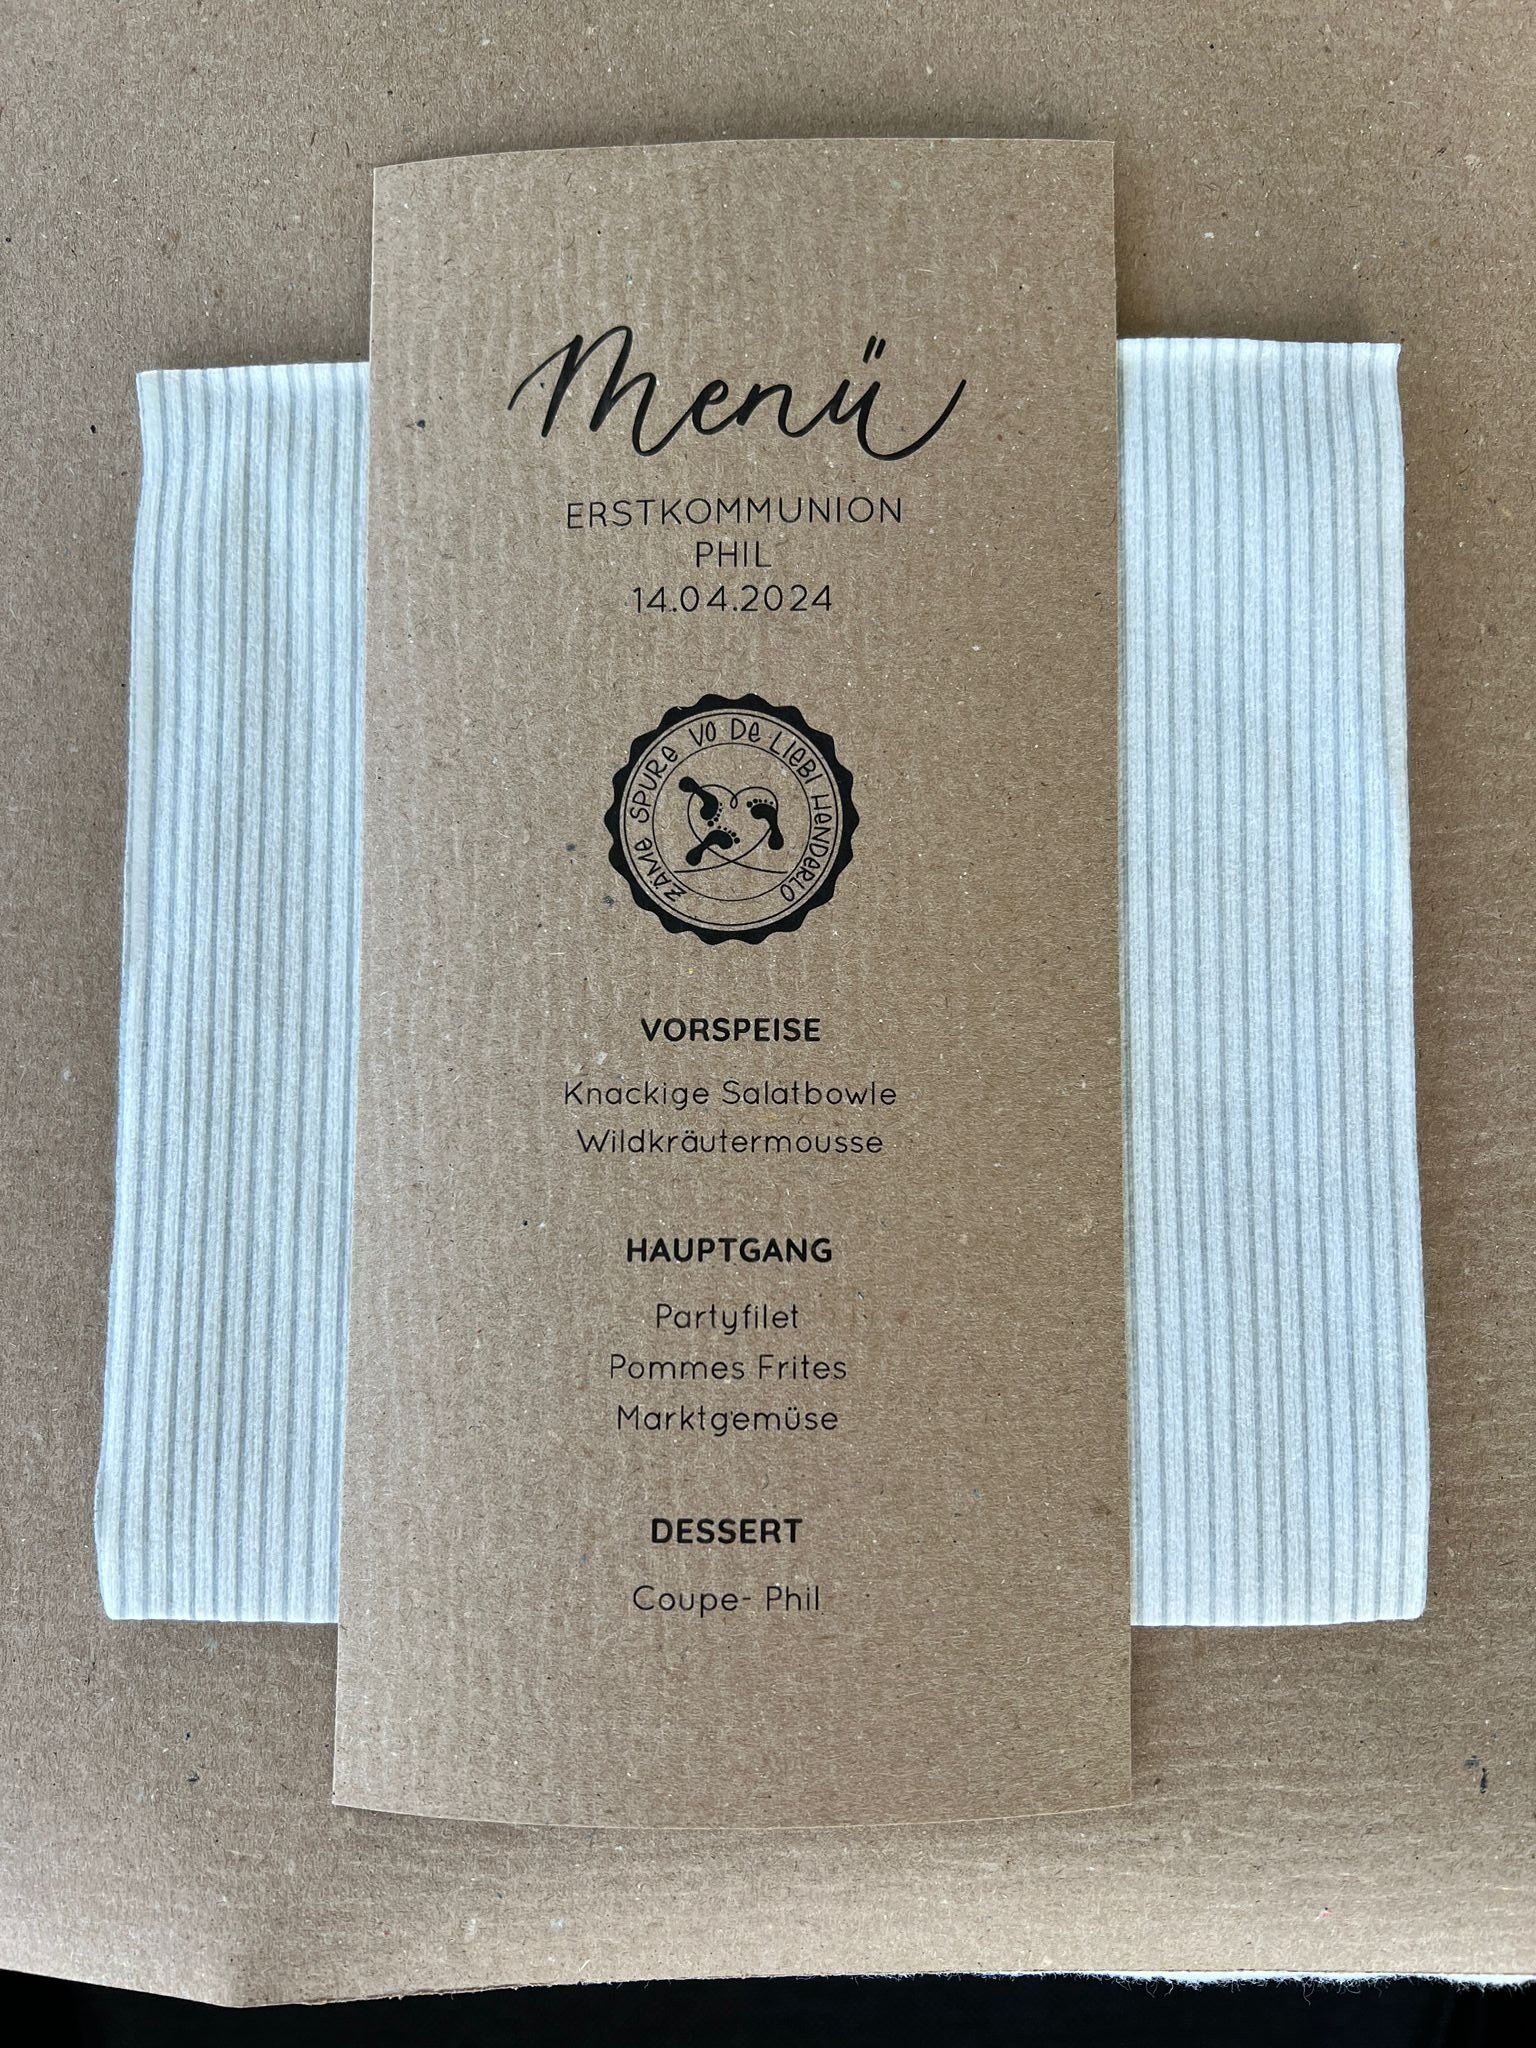 Menü
ERSTKOMMUNION
PHIL
14.04.2024
ZÄME SPURE VO DE LIEBI HENDERLO
VORSPEISE
Knackige Salatbowle
Wildkräutermousse
HAUPTGANG
Partyfilet
Pommes Frites
Marktgemüse
DESSERT
Coupe- Phil